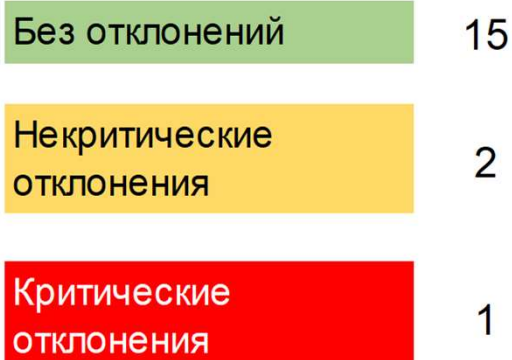 Без отклонений 15
Некритические
отклонения 2
Критические
отклонения 1